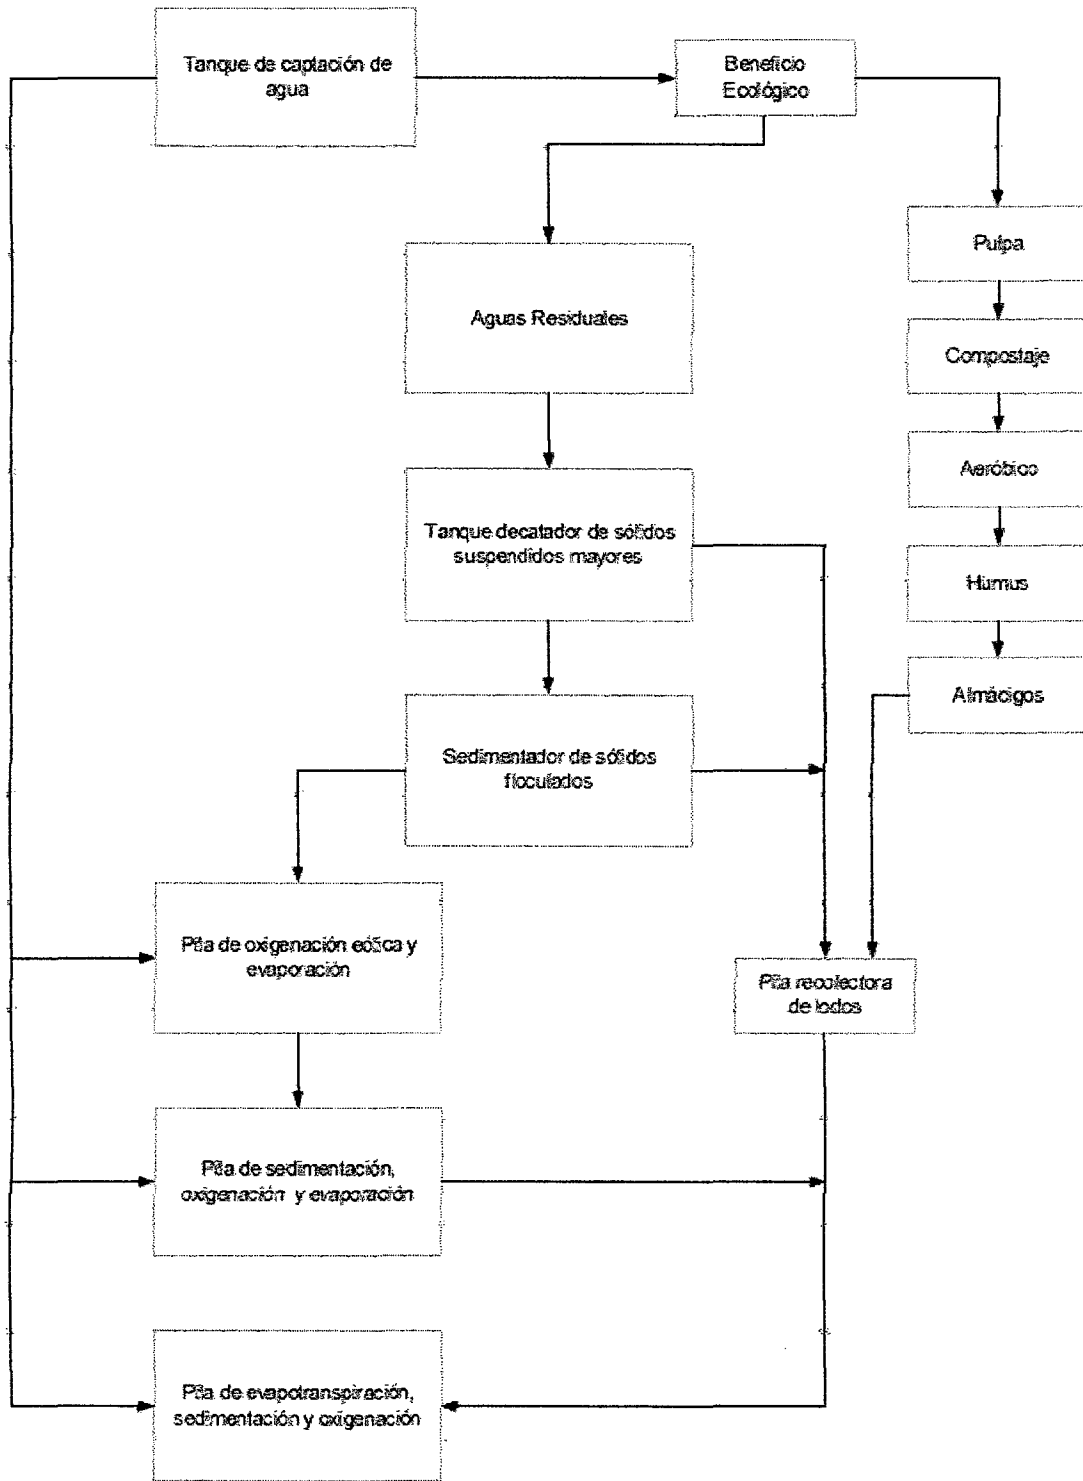 Tanque de captación de
agua
Beneficio
Ecológico
Pulpa
Aguas Residuales
Compostaje
Aeróbico
Tanque decatador de sólidos
suspendidos mayores
Humus
Almácigos
Sedimentador de sólidos
floculados
Pila de oxigenación eólica y
evaporación
Pila recolectora
de lodos
Pila de sedimentación,
oxigenación y evaporación
Pila de evapotranspiración,
sedimentación y oxigenación